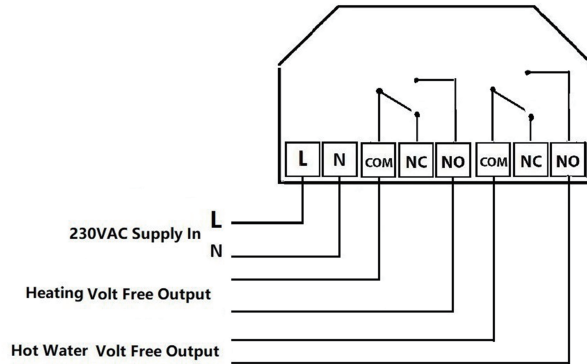 L N COM NC NO COM NC NO
230VAC Supply In L
N
Heating Volt Free Output
Hot Water Volt Free Output